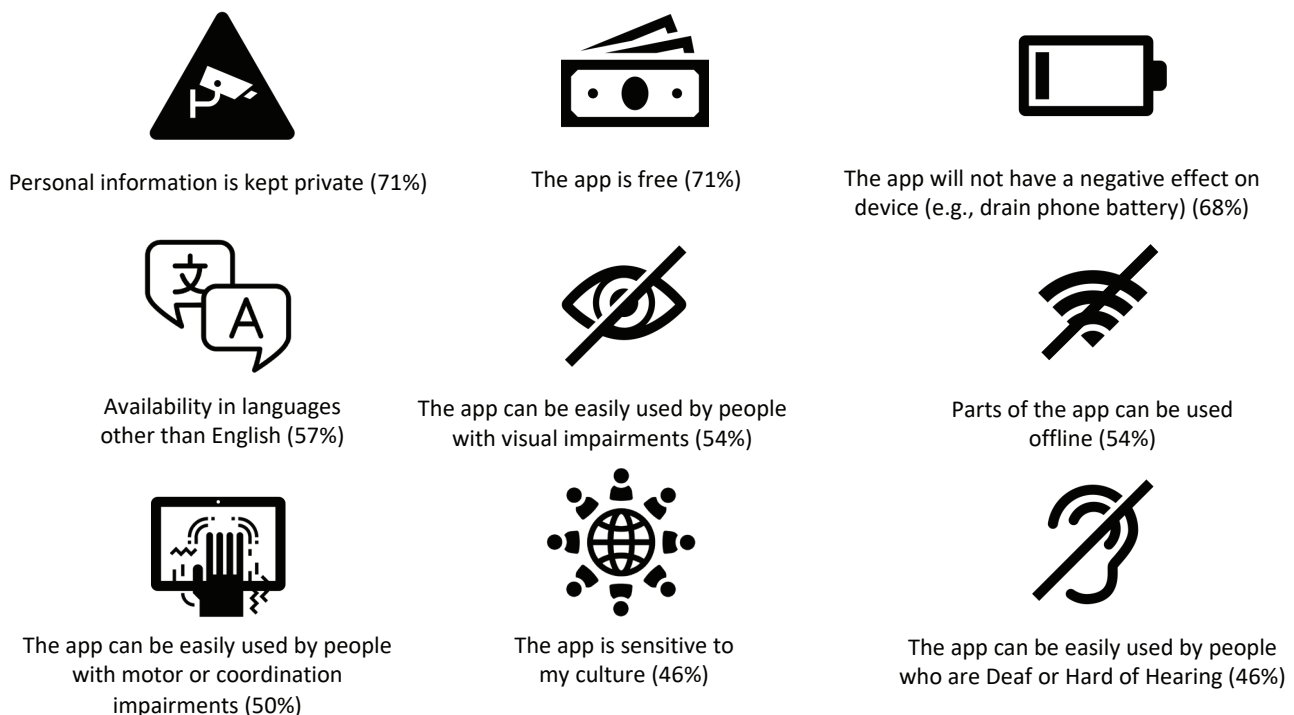 Personal information is kept private (71%)
The app is free (71%)
The app will not have a negative effect on
device (e.g., drain phone battery) (68%)
文
A
Availability in languages
other than English (57%)
The app can be easily used by people
with visual impairments (54%)
Parts of the app can be used
offline (54%)
The app can be easily used by people
with motor or coordination
impairments (50%)
The app is sensitive to
my culture (46%)
The app can be easily used by people
who are Deaf or Hard of Hearing (46%)